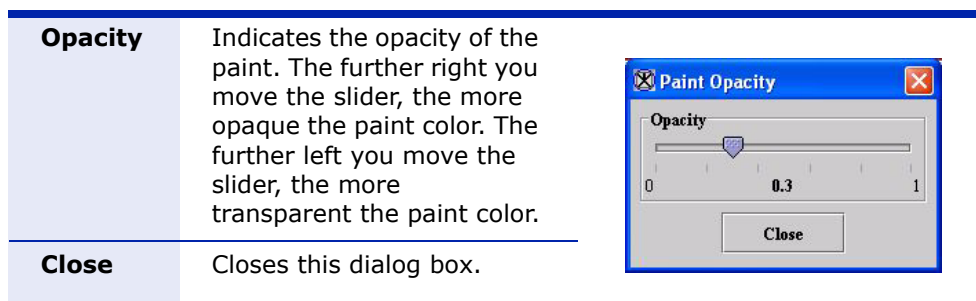 Opacity
Indicates the opacity of the
paint. The further right you
move the slider, the more
opaque the paint color. The
further left you move the
slider, the more
transparent the paint color.
Close
Closes this dialog box.
Paint Opacity
Opacity
0 0.3 1
Close